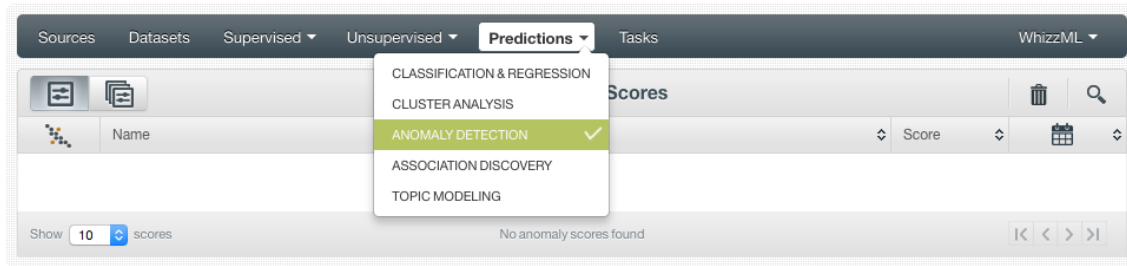 Sources Datasets Supervised Unsupervised Predictions Tasks WhizzML
CLASSIFICATION & REGRESSION
Scores
CLUSTER ANALYSIS
Name
ANOMALY DETECTION
Score
ASSOCIATION DISCOVERY
TOPIC MODELING
Show 10 scores No anomaly scores found